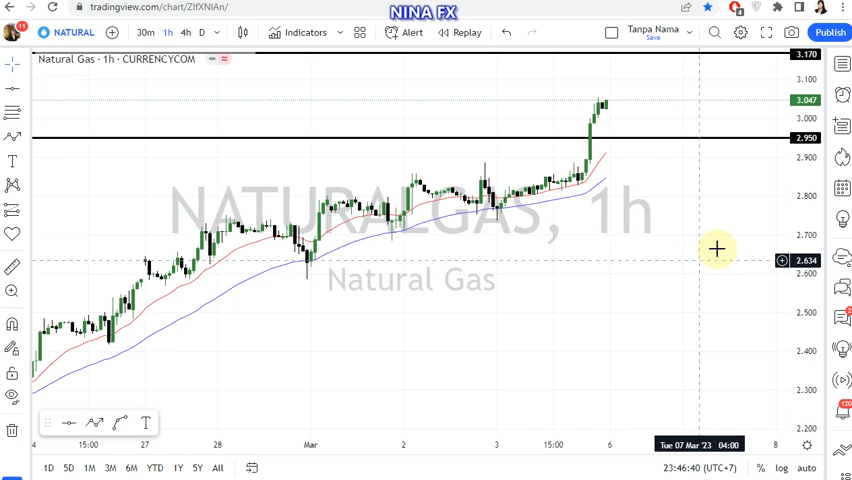 NINA FX
tradingview.com/chart/ZIfXNIAn/
4
11
NATURAL
30m 1h 4h D
Indicators
Alert
Replay
Tanpa Nama
Save
Publish
Natural Gas · 1h · CURRENCYCOM
NATURALGAS, 1h
Natural Gas
3.170
3.100
3.047
2.950
2.900
2.800
2.700
2.634
2.600
2.500
2.400
2.300
2.200
2
120
T
T
4 15:00 27 28 Mar 2 3 15:00 6 Tue 07 Mar '23 04:00 8
1D 5D 1M 3M 6M YTD 1Y 5Y All
23:46:40 (UTC+7) % log auto